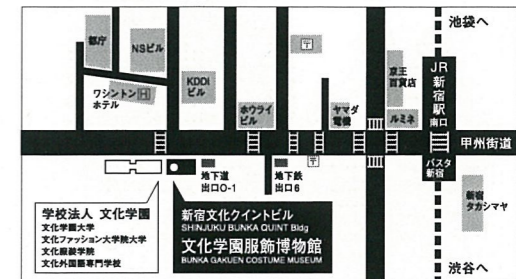 池袋へ
都庁
NSビル
〒
JR
新宿駅
南口
京王
百貨店
ワシントン
ホテル
H
KDDI
ビル
ホウライ
ビル
ヤマダ
電機
ルミネ
甲州街道
地下道
出口O-1
地下鉄
出口6
〒
バスタ
新宿
新宿
タカシマヤ
学校法人 文化学園
文化学園大学
文化ファッション大学院大学
文化服装学院
文化外国語専門学校
新宿文化クイントビル
SHINJUKU BUNKA QUINT Bldg
文化学園服飾博物館
BUNKA GAKUEN COSTUME MUSEUM
渋谷へ